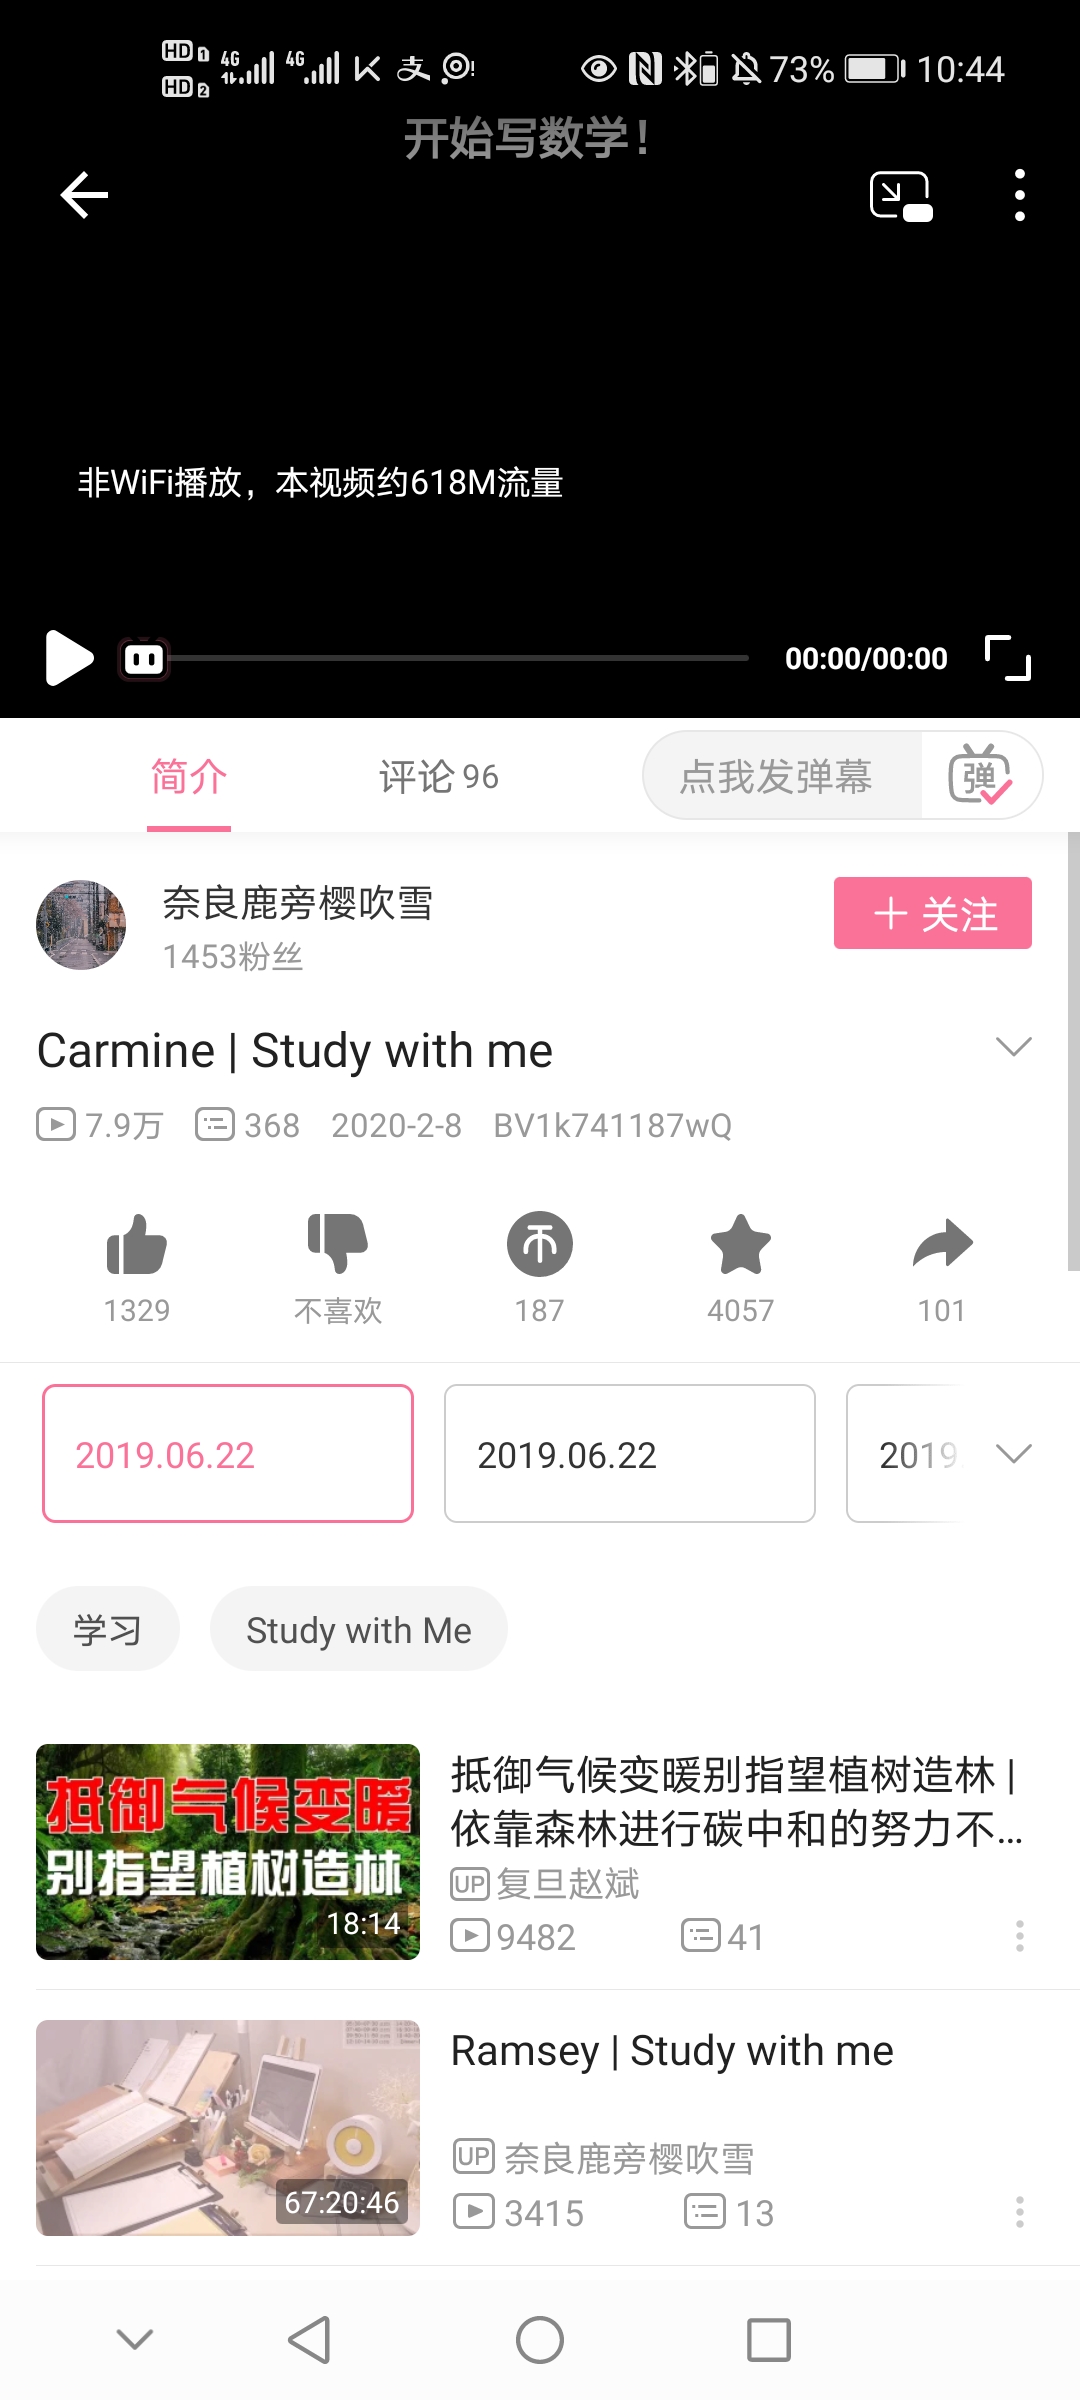 HD 1 4G 4G 73% 10:44
HD 2
开始写数学！
非WiFi播放，本视频约618M流量
00:00/00:00
简介 评论 96 点我发弹幕 弹
奈良鹿旁樱吹雪
1453粉丝
关注
Carmine | Study with me
7.9万 368 2020-2-8 BV1k741187wQ
1329 不喜欢 187 4057 101
2019.06.22 2019.06.22 2019.
学习 Study with Me
抵御气候变暖
别指望植树造林
18:14
抵御气候变暖别指望植树造林 |
依靠森林进行碳中和的努力不...
UP 复旦赵斌
9482 41
67:20:46
Ramsey | Study with me
UP 奈良鹿旁樱吹雪
3415 13